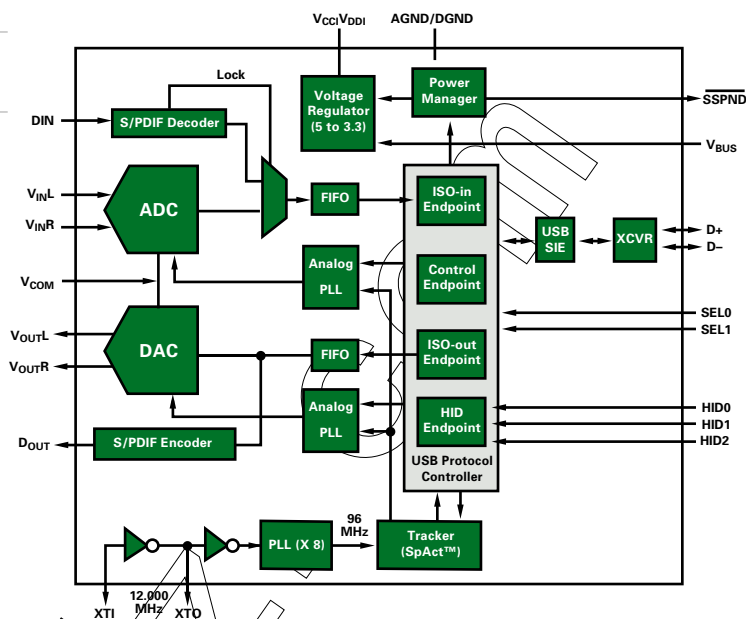 VCCIVDDI
AGND/DGND
Lock
DIN
S/PDIF Decoder
Voltage
Regulator
(5 to 3.3)
Power
Manager
SSPND
VBUS
VINL
VINR
ADC
FIFO
ISO-in
Endpoint
USB
SIE
XCVR
D+
D–
VCOM
Analog
PLL
Control
Endpoint
SEL0
SEL1
VOUTL
VOUTR
DAC
FIFO
ISO-out
Endpoint
Analog
PLL
HID
Endpoint
HID0
HID1
HID2
DOUT
S/PDIF Encoder
USB Protocol
Controller
PLL (X 8)
96
MHz
Tracker
(SpAct™)
12.000
MHz
XTI
XTO